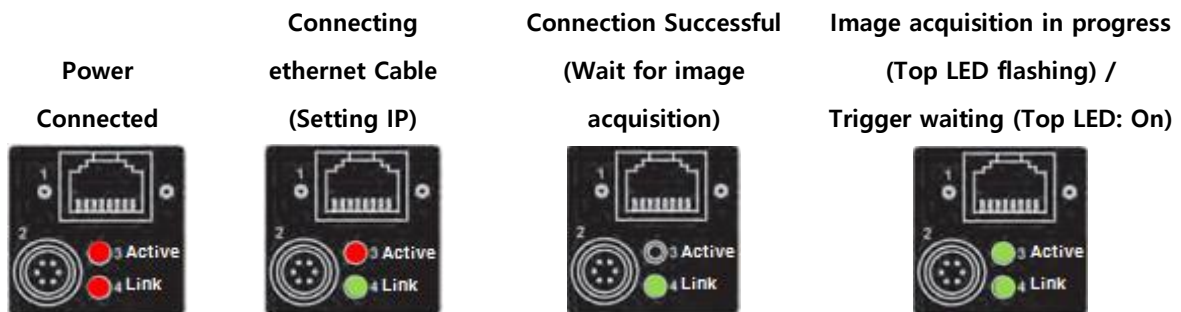 Power
Connected
Connecting
ethernet Cable
(Setting IP)
Connection Successful
(Wait for image
acquisition)
Image acquisition in progress
(Top LED flashing) /
Trigger waiting (Top LED: On)
1
2
3 Active
4 Link
1
2
3 Active
4 Link
1
2
3 Active
4 Link
1
2
3 Active
4 Link